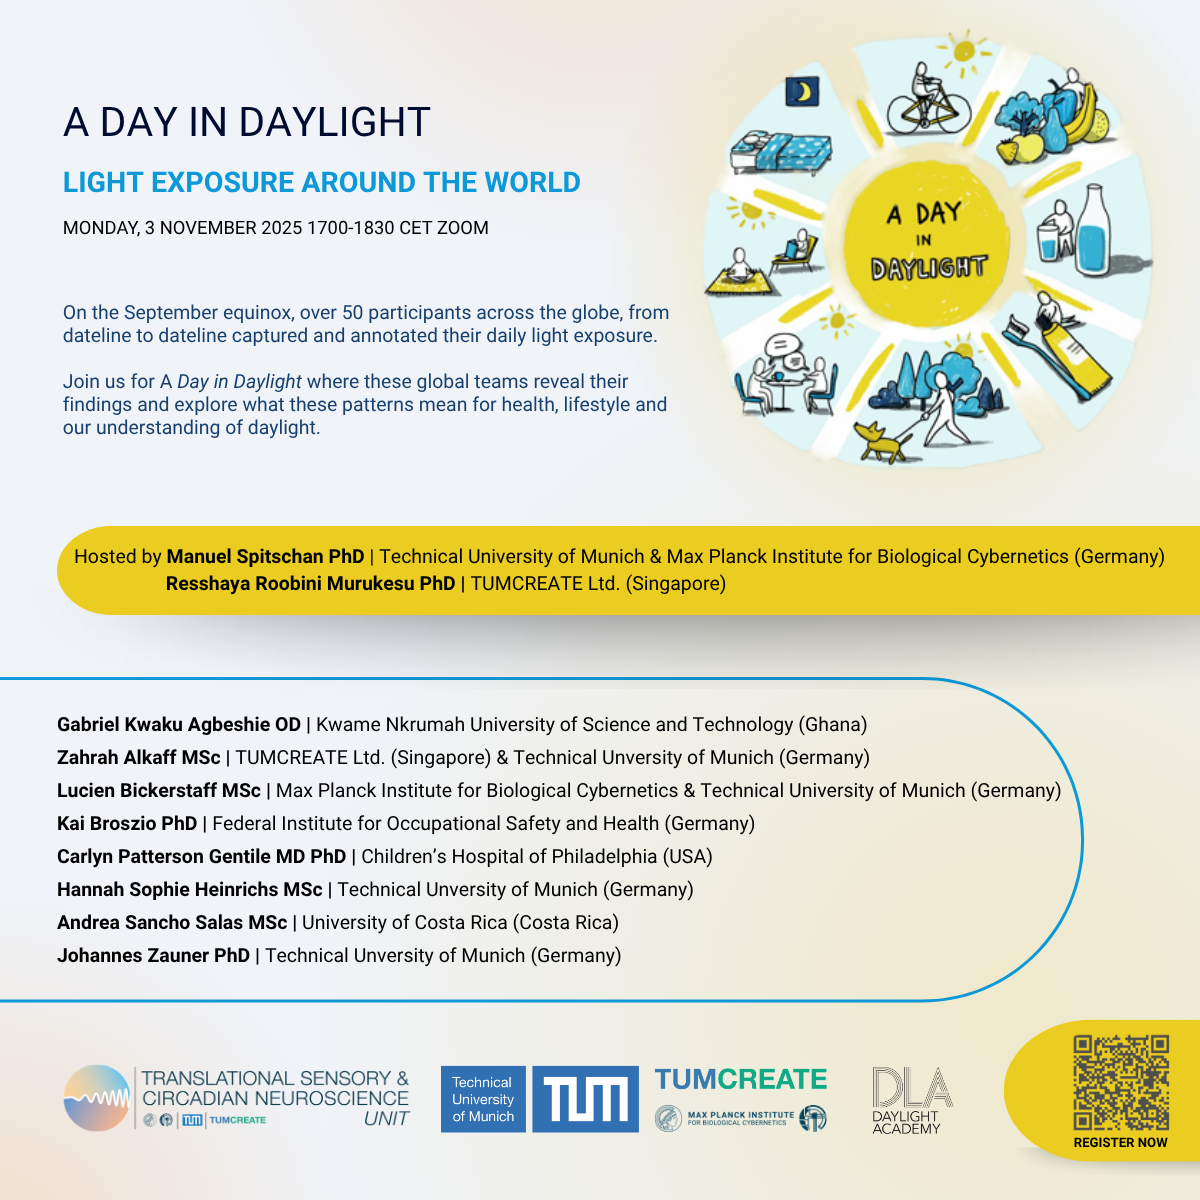 A DAY IN DAYLIGHT
LIGHT EXPOSURE AROUND THE WORLD
MONDAY, 3 NOVEMBER 2025 1700-1830 CET ZOOM
On the September equinox, over 50 participants across the globe, from
dateline to dateline captured and annotated their daily light exposure.
Join us for A Day in Daylight where these global teams reveal their
findings and explore what these patterns mean for health, lifestyle and
our understanding of daylight.
A DAY
IN
DAYLIGHT
Hosted by Manuel Spitschan PhD | Technical University of Munich & Max Planck Institute for Biological Cybernetics (Germany)
Resshaya Roobini Murukesu PhD | TUMCREATE Ltd. (Singapore)
Gabriel Kwaku Agbeshie OD | Kwame Nkrumah University of Science and Technology (Ghana)
Zahrah Alkaff MSc | TUMCREATE Ltd. (Singapore) & Technical Unversity of Munich (Germany)
Lucien Bickerstaff MSc | Max Planck Institute for Biological Cybernetics & Technical University of Munich (Germany)
Kai Broszio PhD | Federal Institute for Occupational Safety and Health (Germany)
Carlyn Patterson Gentile MD PhD | Children’s Hospital of Philadelphia (USA)
Hannah Sophie Heinrichs MSc | Technical Unversity of Munich (Germany)
Andrea Sancho Salas MSc | University of Costa Rica (Costa Rica)
Johannes Zauner PhD | Technical Unversity of Munich (Germany)
TRANSLATIONAL SENSORY &
CIRCADIAN NEUROSCIENCE
UNIT
TUM
TUMCREATE
Technical
University
of Munich
TUM
TUMCREATE
MAX PLANCK INSTITUTE
FOR BIOLOGICAL CYBERNETICS
DLA
DAYLIGHT
ACADEMY
REGISTER NOW